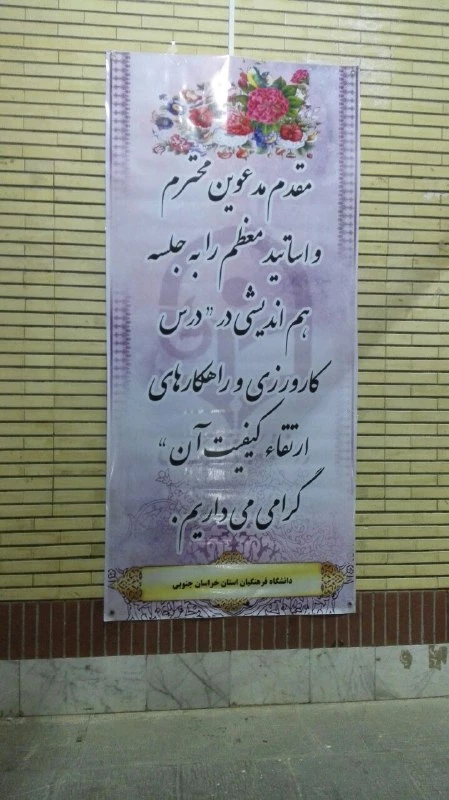 مقدم مدعوین محترم
و اساتید معظم را به جلسه
هم اندیشی در "درس
کارورزی و راهکارهای
ارتقاء کیفیت آن"
گرامی می داریم.
دانشگاه فرهنگیان استان خراسان جنوبی